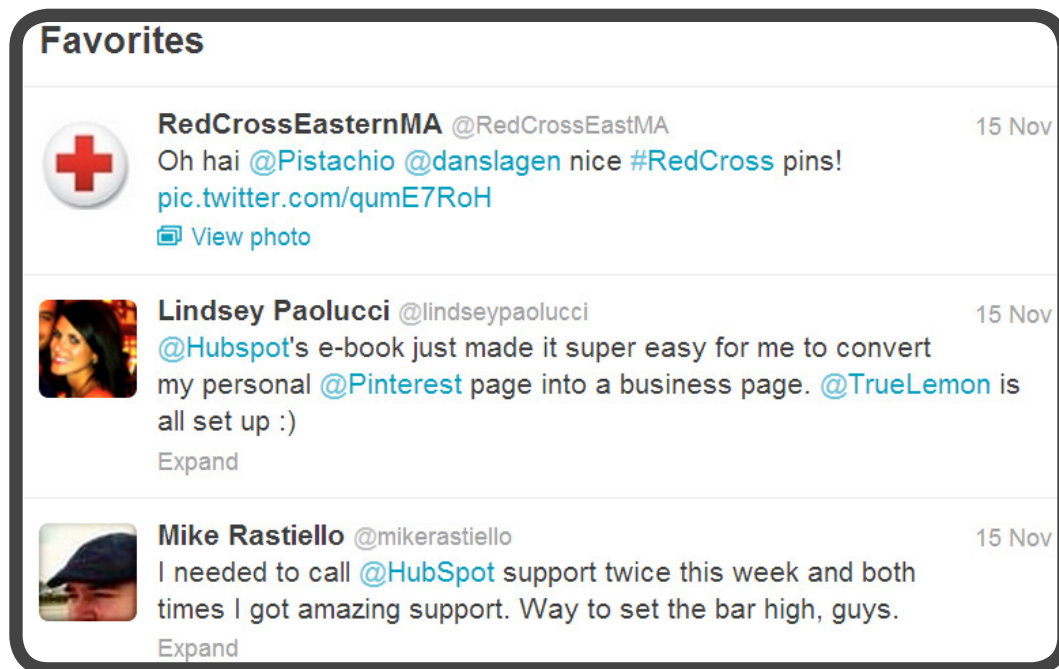 Favorites
RedCrossEasternMA @RedCrossEastMA 15 Nov
Oh hai @Pistachio @danslagen nice #RedCross pins!
pic.twitter.com/qumE7RoH
View photo
Lindsey Paolucci @lindseypaolucci 15 Nov
@Hubspot's e-book just made it super easy for me to convert
my personal @Pinterest page into a business page. @TrueLemon is
all set up :)
Expand
Mike Rastiello @mikerastiello 15 Nov
I needed to call @HubSpot support twice this week and both
times I got amazing support. Way to set the bar high, guys.
Expand